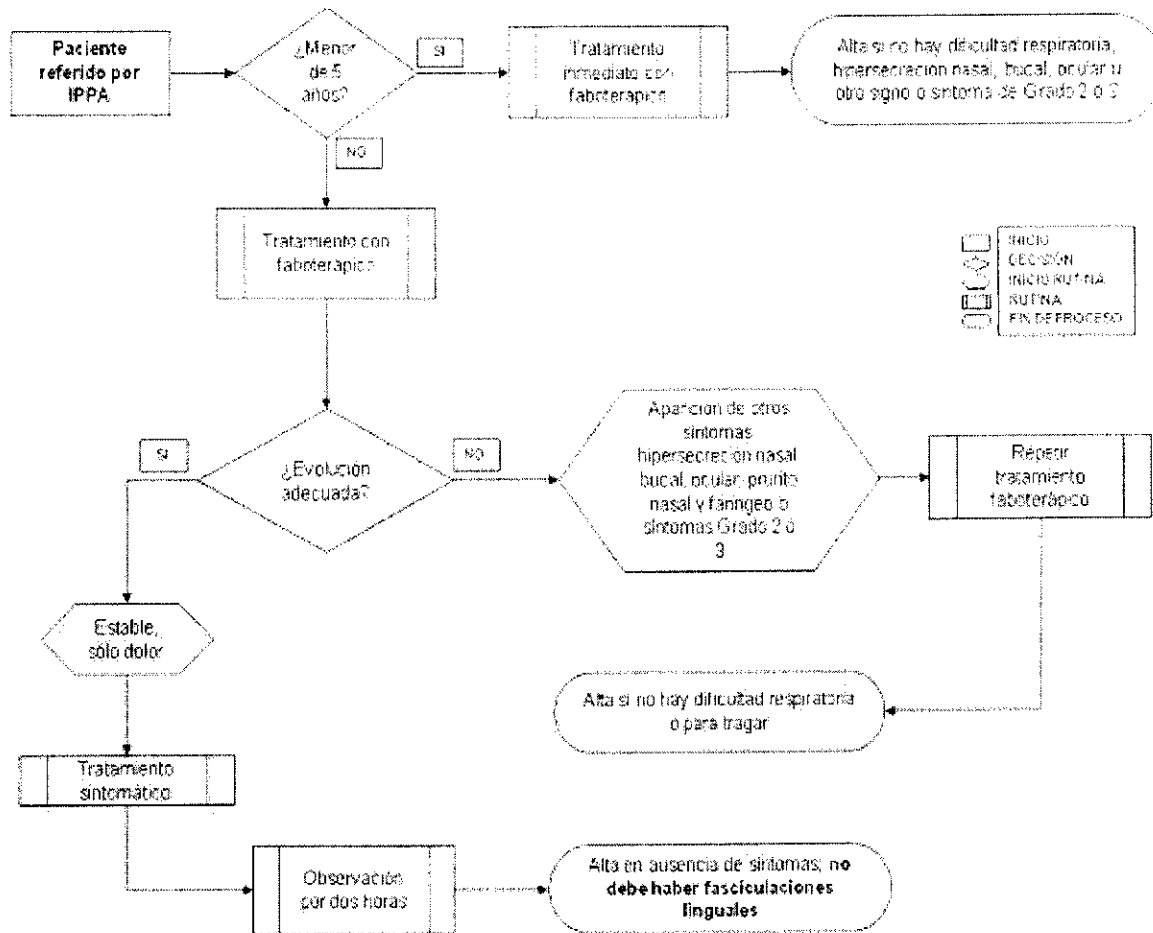 Paciente
referido por
IPPA
¿Menor
de 5
años?
SI
Tratamiento
inmediato con
faboterápico
Alta si no hay dificultad respiratoria,
hipersecreción nasal, bucal, ocular u
otro signo o síntoma de Grado 2 ó 3
NO
Tratamiento con
faboterápico
INICIO
DECISIÓN
INICIO RUTINA
RUTINA
FIN DE PROCESO
SI
¿Evolución
adecuada?
NO
Aparición de otros
síntomas
hipersecreción nasal
bucal, ocular, prurito
nasal y faríngeo o
síntomas Grado 2 ó
3
Repetir
tratamiento
faboterápico
Estable,
sólo dolor
Alta si no hay dificultad respiratoria
o para tragar
Tratamiento
sintomático
Observación
por dos horas
Alta en ausencia de síntomas; no
debe haber fasciculaciones
linguales